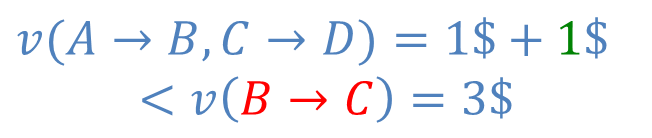 v(A → B, C → D) = 1$ + 1$
< v(B → C) = 3$